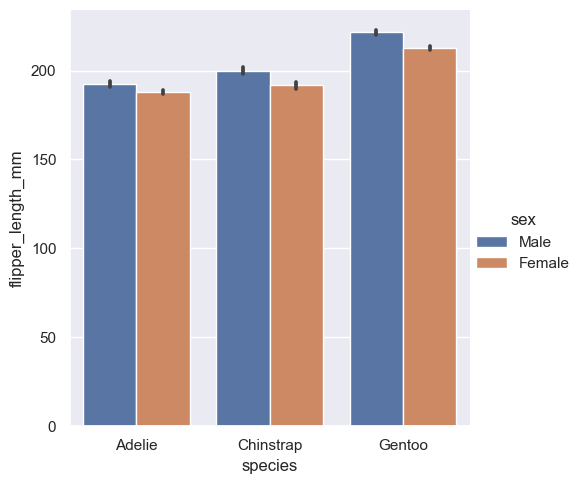 200
150
100
50
0
flipper_length_mm
Adelie Chinstrap Gentoo
species
sex
Male
Female